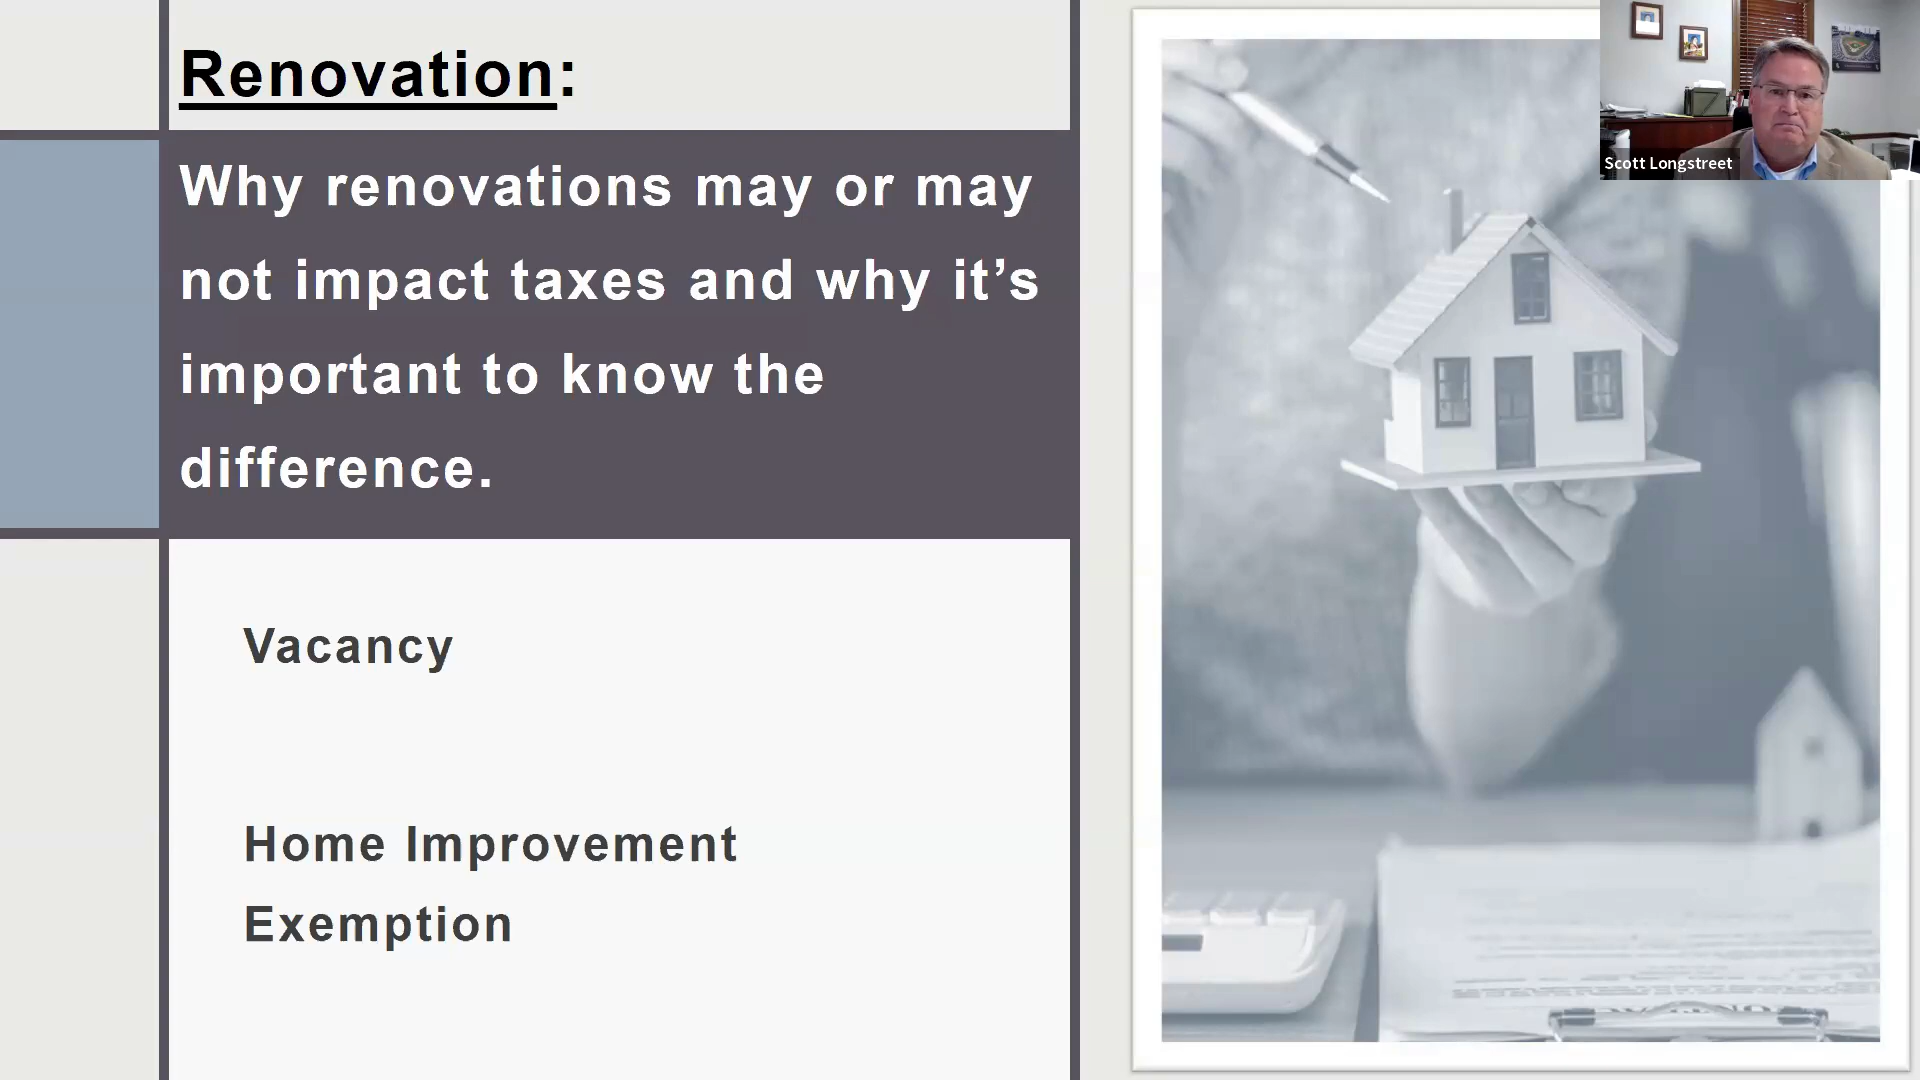 Renovation:
Why renovations may or may
not impact taxes and why it’s
important to know the
difference.
Vacancy
Home Improvement
Exemption
Scott Longstreet